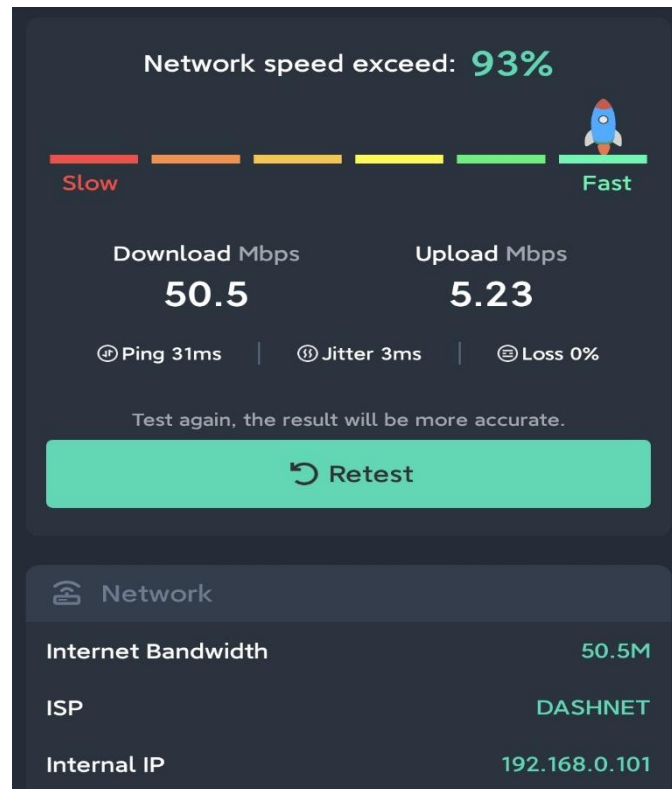 Network speed exceed: 93%
Slow Fast
Download Mbps Upload Mbps
50.5 5.23
Ping 31ms Jitter 3ms Loss 0%
Test again, the result will be more accurate.
Retest
Network
Internet Bandwidth 50.5M
ISP DASHNET
Internal IP 192.168.0.101